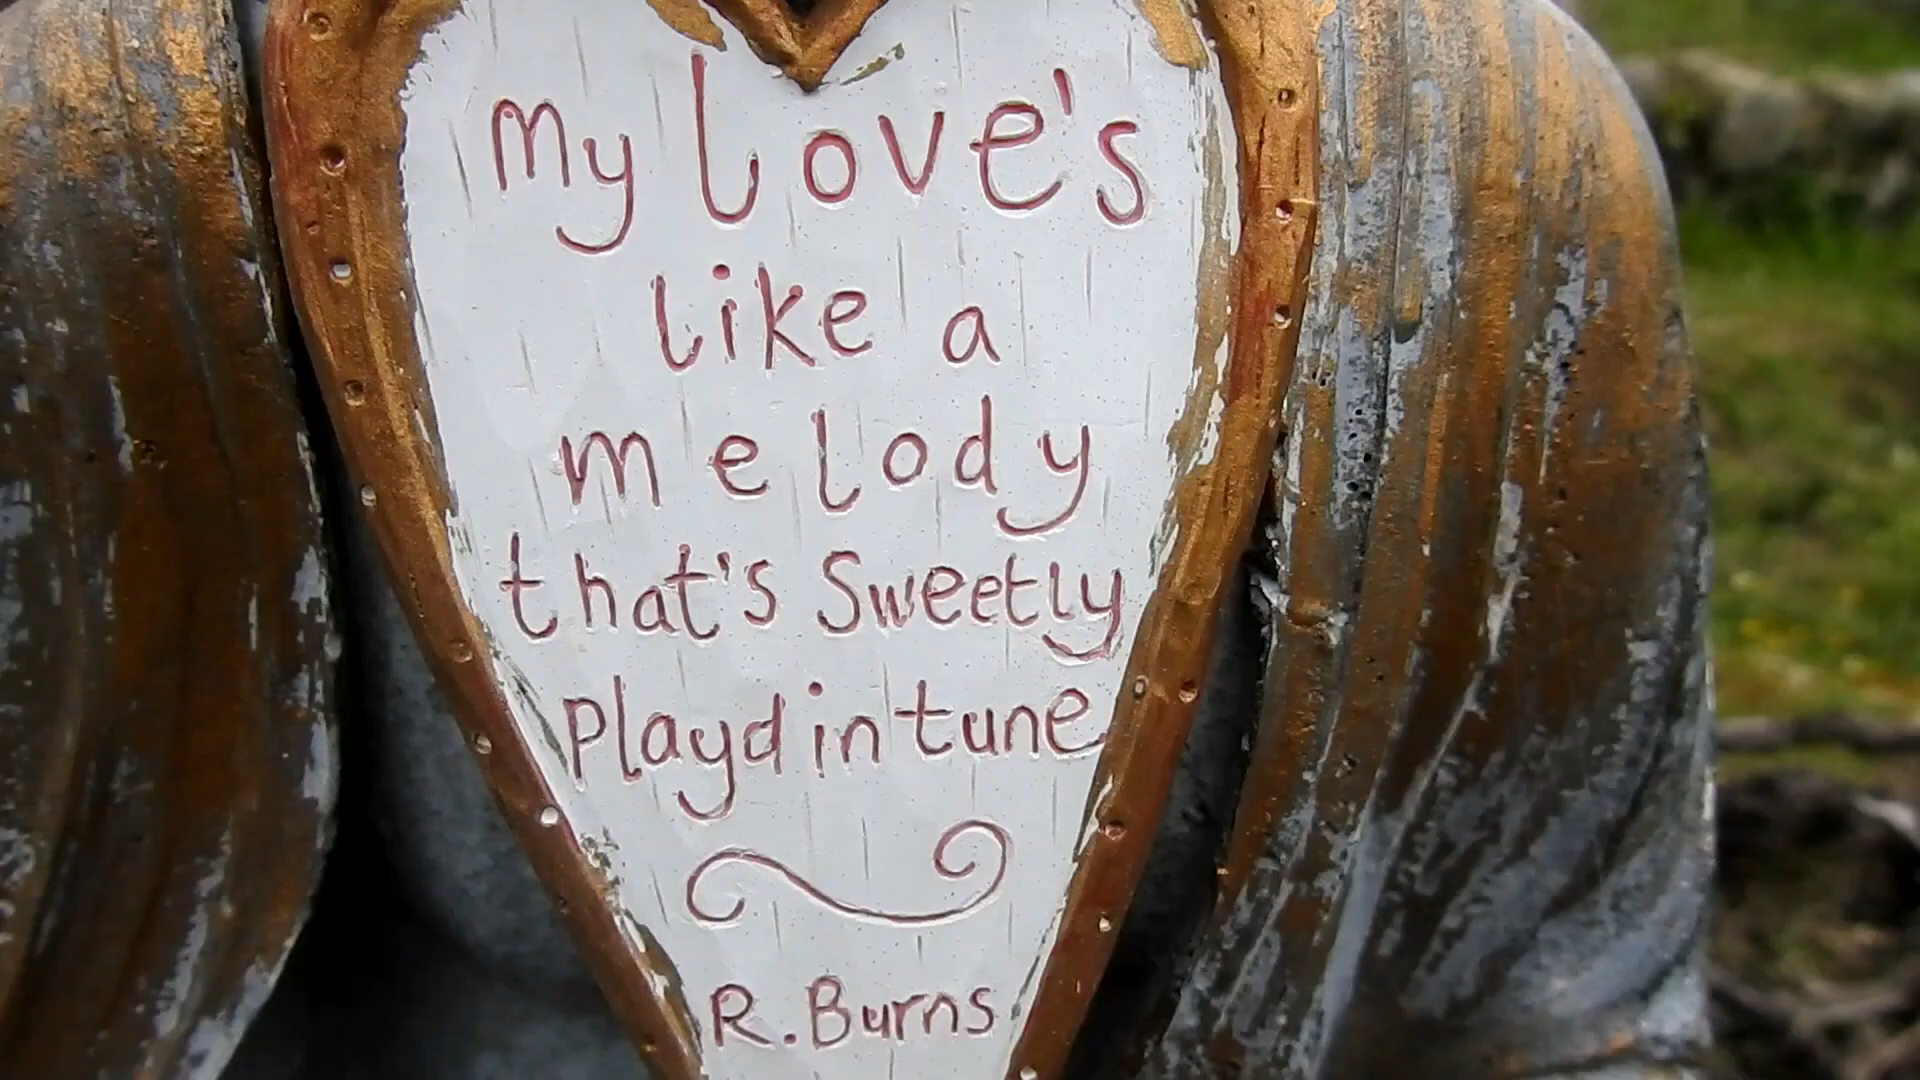 My love's
like a
melody
that's Sweetly
playd in tune
R. Burns